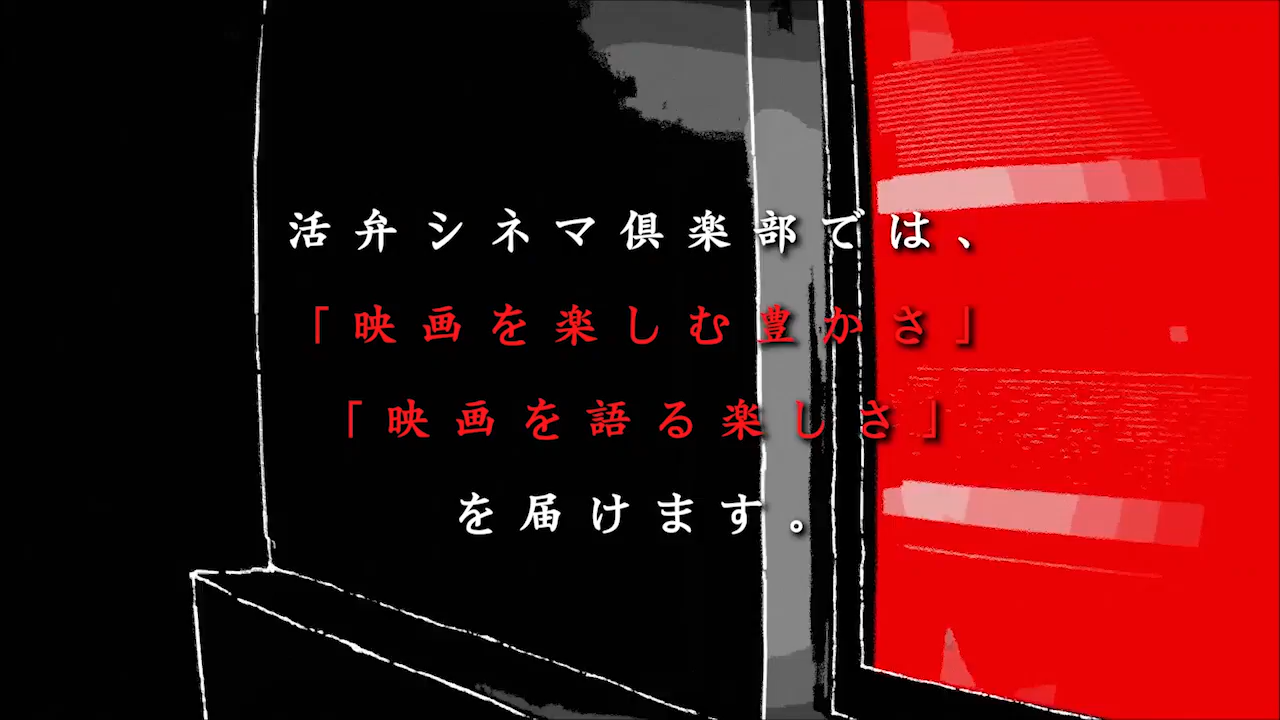 活弁シネマ倶楽部では、
「映画を楽しむ豊かさ」
「映画を語る楽しさ」
を届けます。